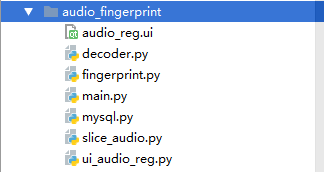 audio_fingerprint
audio_reg.ui
decoder.py
fingerprint.py
main.py
mysql.py
slice_audio.py
ui_audio_reg.py